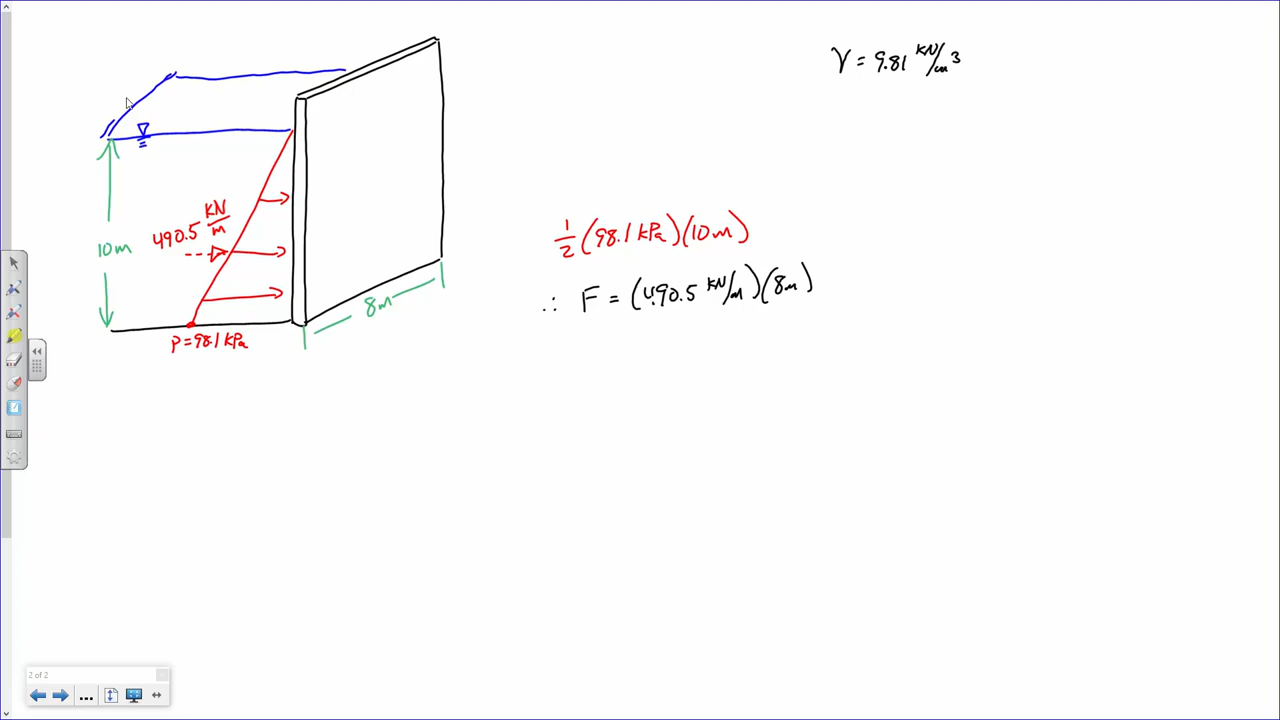 γ = 9.81 KN/m³
490.5 KN/m
10m
½(98.1 kPa)(10m)
∴ F = (490.5 KN/m)(8m)
8m
P=98.1 kPa
2 of 2